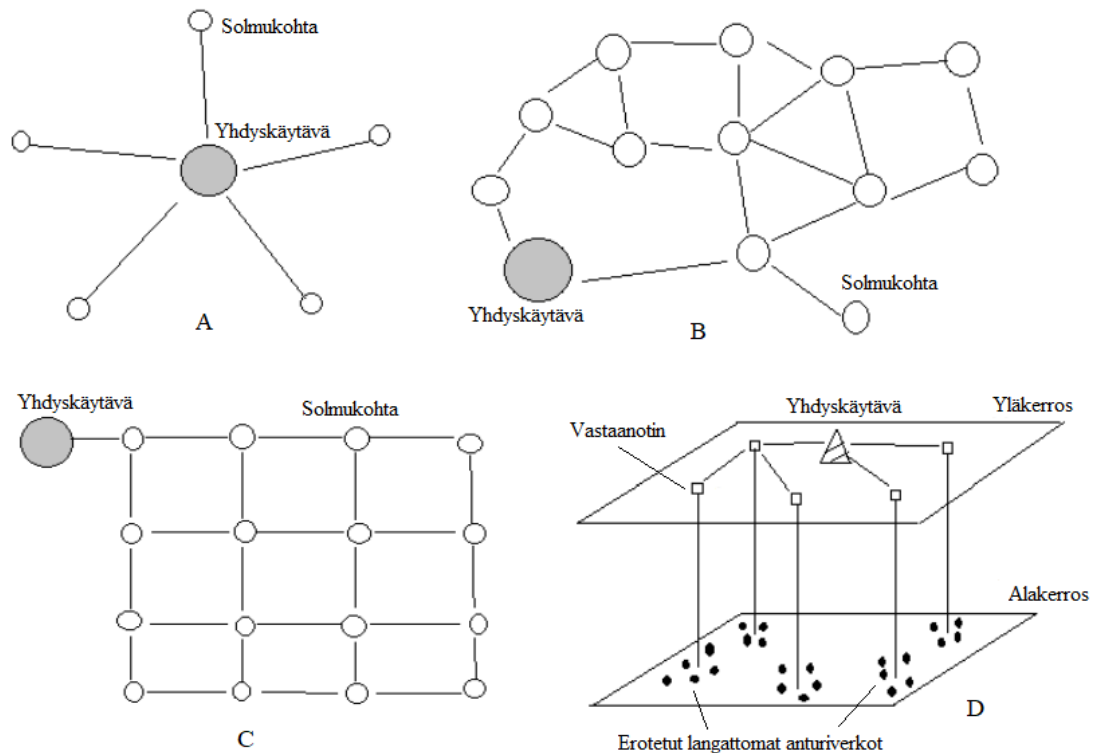 Solmukohta
Yhdyskäytävä
A
Solmukohta
Yhdyskäytävä
B
Yhdyskäytävä
Solmukohta
C
Yhdyskäytävä
Yläkerros
Vastaanotin
Alakerros
D
Erotetut langattomat anturiverkot